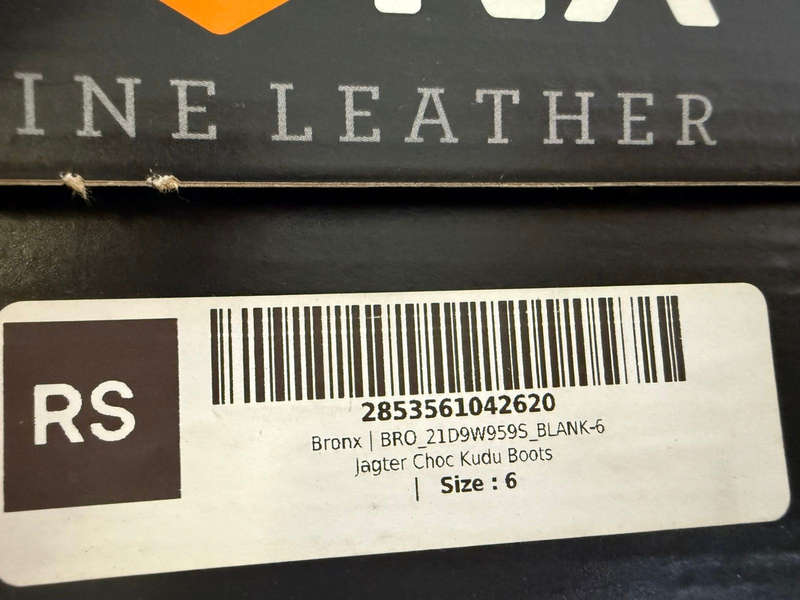 INE LEATHER
RS
2853561042620
Bronx | BRO_21D9W959S_BLANK-6
Jagter Choc Kudu Boots
| Size : 6